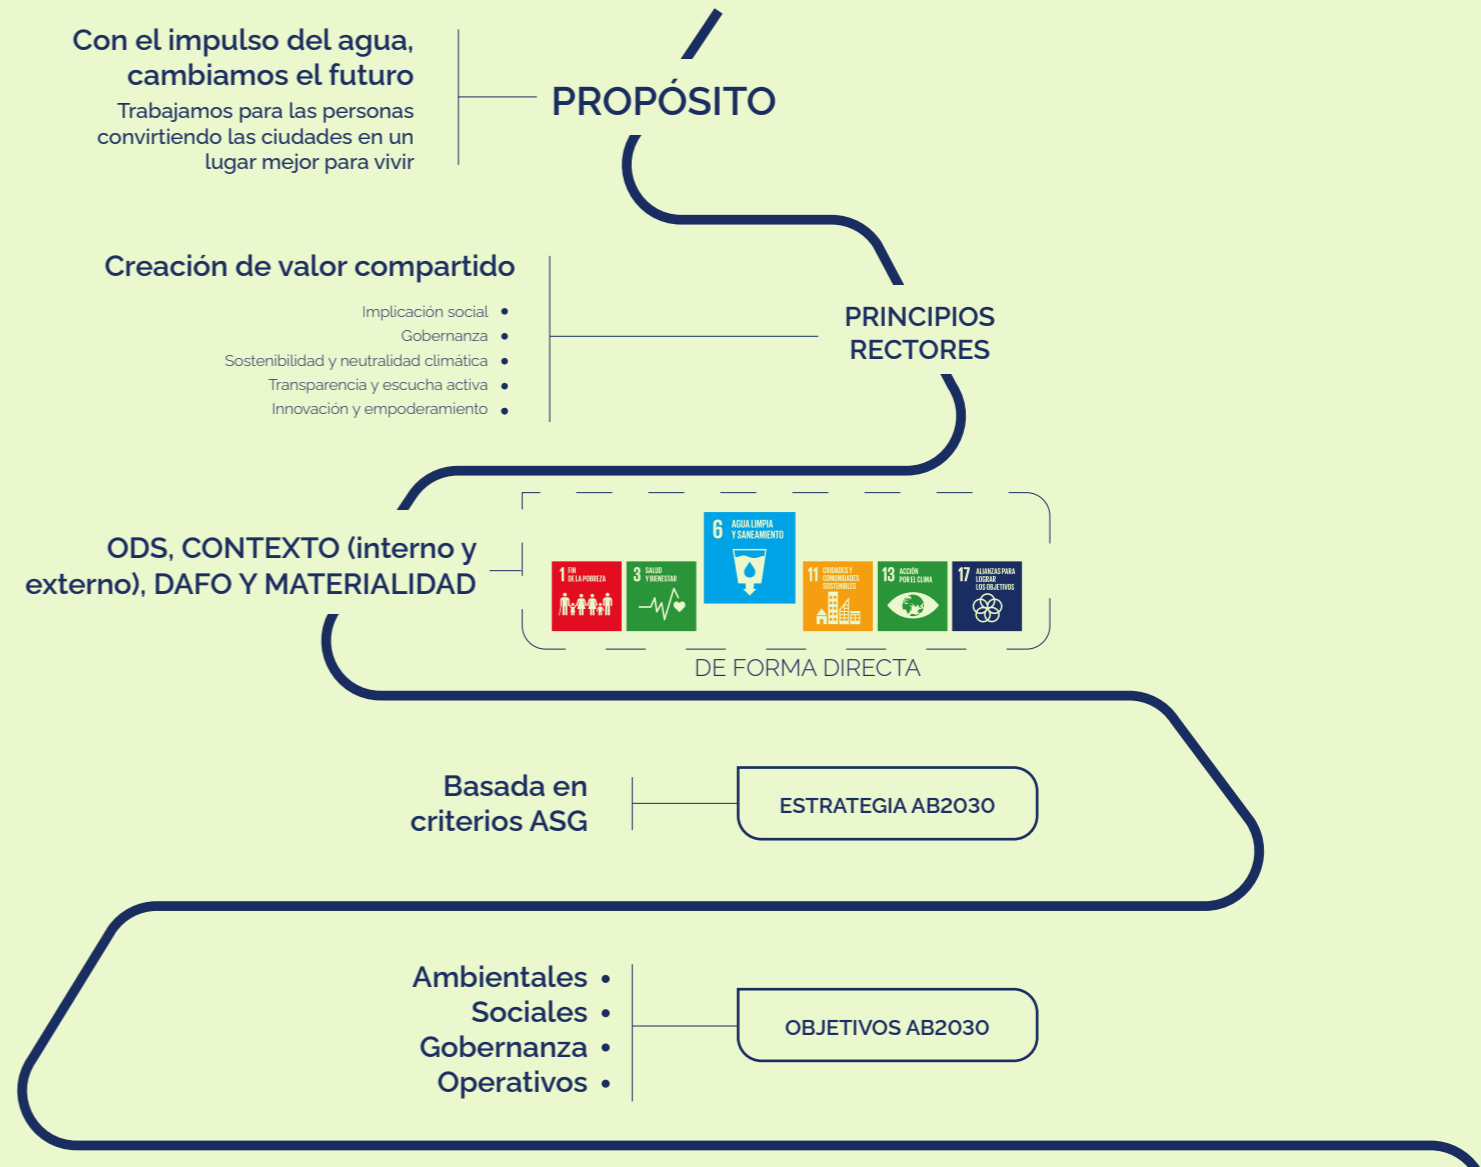 Con el impulso del agua,
cambiamos el futuro
Trabajamos para las personas
convirtiendo las ciudades en un
lugar mejor para vivir
PROPÓSITO
Creación de valor compartido
Implicación social •
Gobernanza •
Sostenibilidad y neutralidad climática •
Transparencia y escucha activa •
Innovación y empoderamiento •
PRINCIPIOS
RECTORES
ODS, CONTEXTO (interno y
externo), DAFO Y MATERIALIDAD
1 FIN
DE LA POBREZA
3 SALUD
Y BIENESTAR
6 AGUA LIMPIA
Y SANEAMIENTO
11 CIUDADES Y
COMUNIDADES
SOSTENIBLES
13 ACCIÓN
POR EL CLIMA
17 ALIANZAS PARA
LOGRAR
LOS OBJETIVOS
DE FORMA DIRECTA
Basada en
criterios ASG
ESTRATEGIA AB2030
Ambientales •
Sociales •
Gobernanza •
Operativos •
OBJETIVOS AB2030